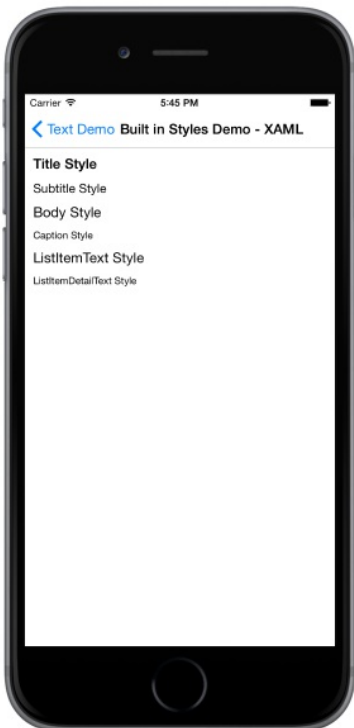 Carrier 5:45 PM
Text Demo Built in Styles Demo - XAML
Title Style
Subtitle Style
Body Style
Caption Style
ListItemText Style
ListItemDetailText Style